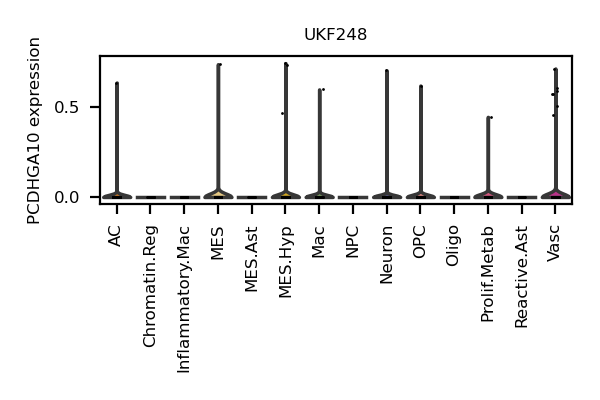 UKF248
PCDHGA10 expression
0.5
0.0
AC
Chromatin.Reg
Inflammatory.Mac
MES
MES.Ast
MES.Hyp
Mac
NPC
Neuron
OPC
Oligo
Prolif.Metab
Reactive.Ast
Vasc